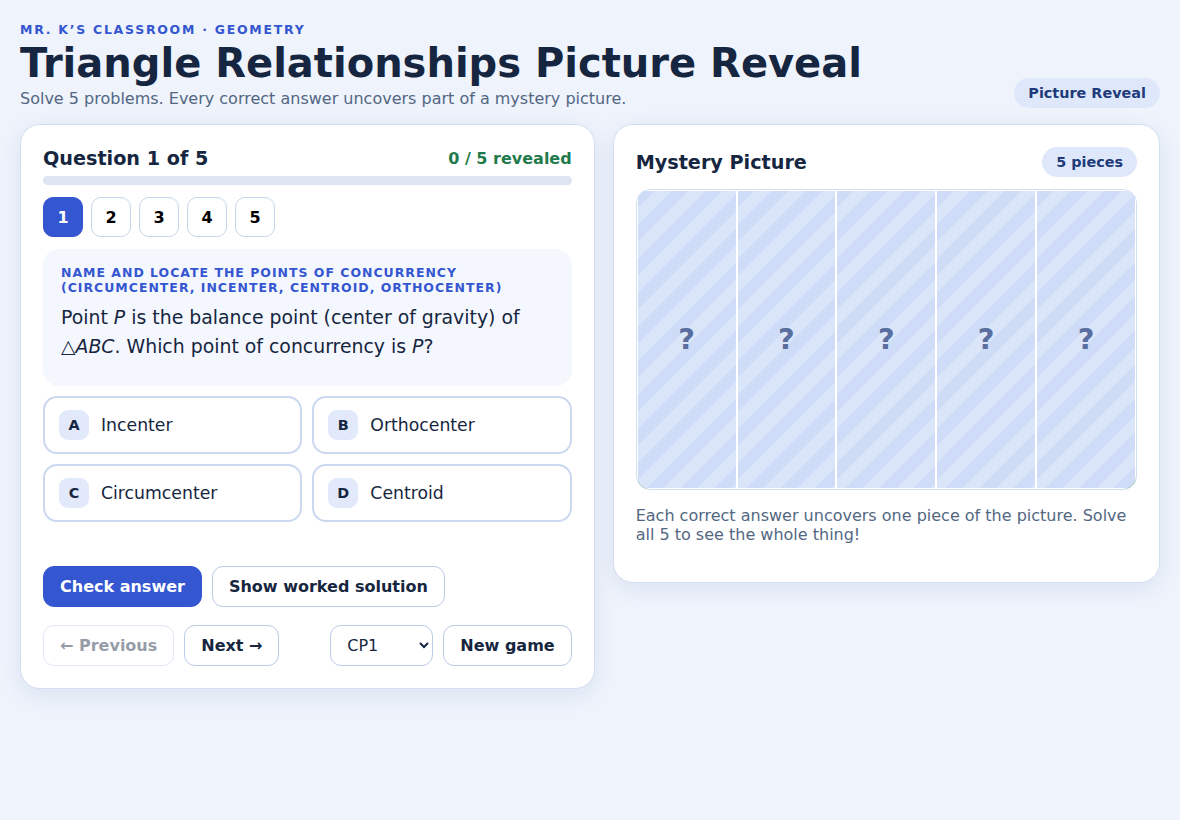 MR. K’S CLASSROOM · GEOMETRY
Triangle Relationships Picture Reveal
Solve 5 problems. Every correct answer uncovers part of a mystery picture.
Picture Reveal
Question 1 of 5
0 / 5 revealed
1 2 3 4 5
NAME AND LOCATE THE POINTS OF CONCURRENCY
(CIRCUMCENTER, INCENTER, CENTROID, ORTHOCENTER)
Point P is the balance point (center of gravity) of
△ABC. Which point of concurrency is P?
A Incenter
B Orthocenter
C Circumcenter
D Centroid
Check answer
Show worked solution
← Previous
Next →
CP1
New game
Mystery Picture
5 pieces
? ? ? ? ?
Each correct answer uncovers one piece of the picture. Solve
all 5 to see the whole thing!